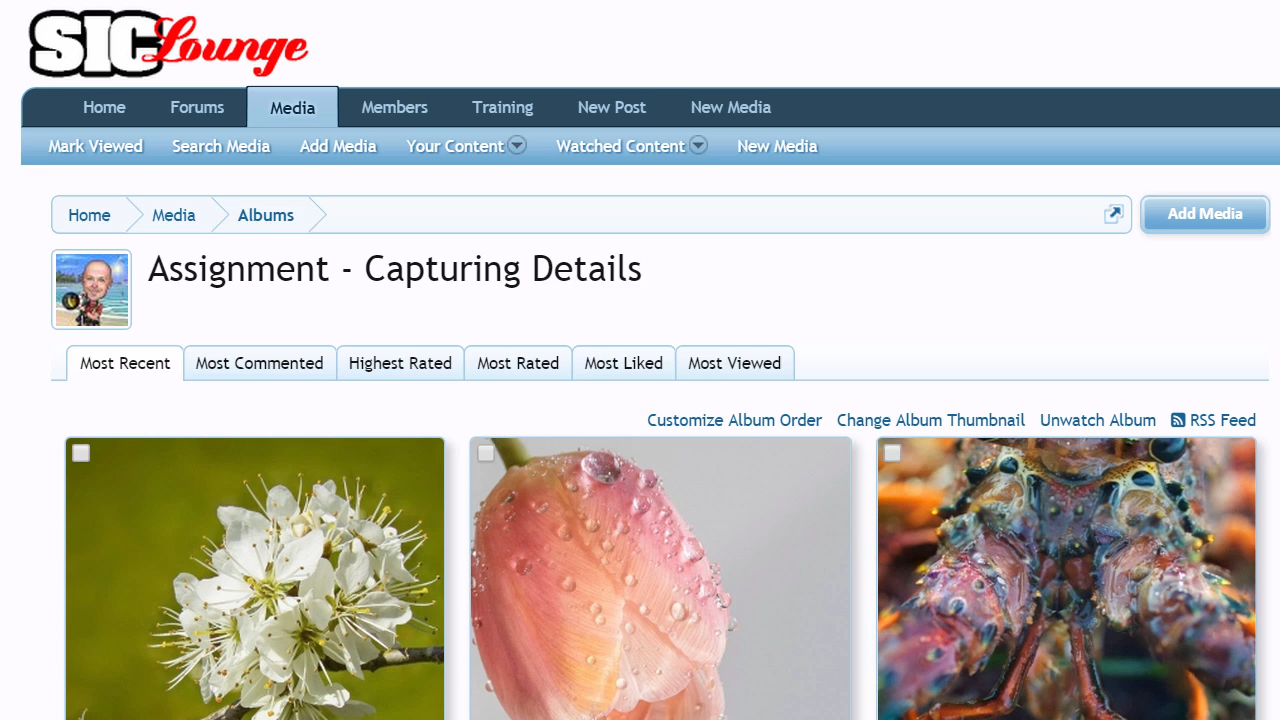 SIC Lounge
Home Forums Media Members Training New Post New Media
Mark Viewed Search Media Add Media Your Content Watched Content New Media
Home Media Albums Add Media
Assignment - Capturing Details
Most Recent Most Commented Highest Rated Most Rated Most Liked Most Viewed
Customize Album Order Change Album Thumbnail Unwatch Album RSS Feed